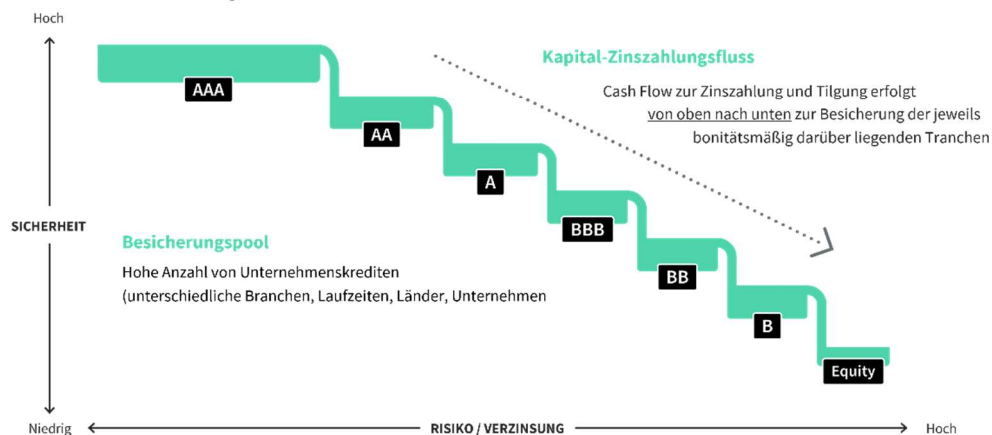 Hoch
Kapital-Zinszahlungsfluss
AAA
Cash Flow zur Zinszahlung und Tilgung erfolgt
von oben nach unten zur Besicherung der jeweils
bonitätsmäßig darüber liegenden Tranchen
AA
A
SICHERHEIT
BBB
Besicherungspool
Hohe Anzahl von Unternehmenskrediten
(unterschiedliche Branchen, Laufzeiten, Länder, Unternehmen
BB
B
Equity
Niedrig
RISIKO / VERZINSUNG
Hoch